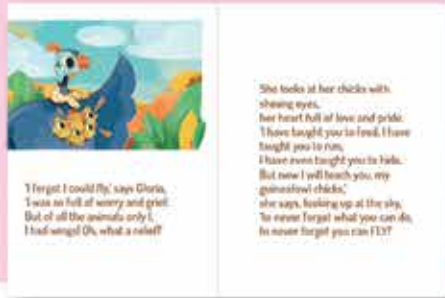 'I forgot I could fly,' says Gloria,
'I was so full of worry and grief.
But of all the animals only I,
I had wings! Oh, what a relief!'
She looks at her chicks with
shining eyes,
her heart full of love and pride.
'I have taught you to feed, I have
taught you to run,
I have even taught you to hide.
But now I will teach you, my
guineafowl chicks,'
she says, looking up at the sky,
'to never forget what you can do,
to never forget you can FLY!'